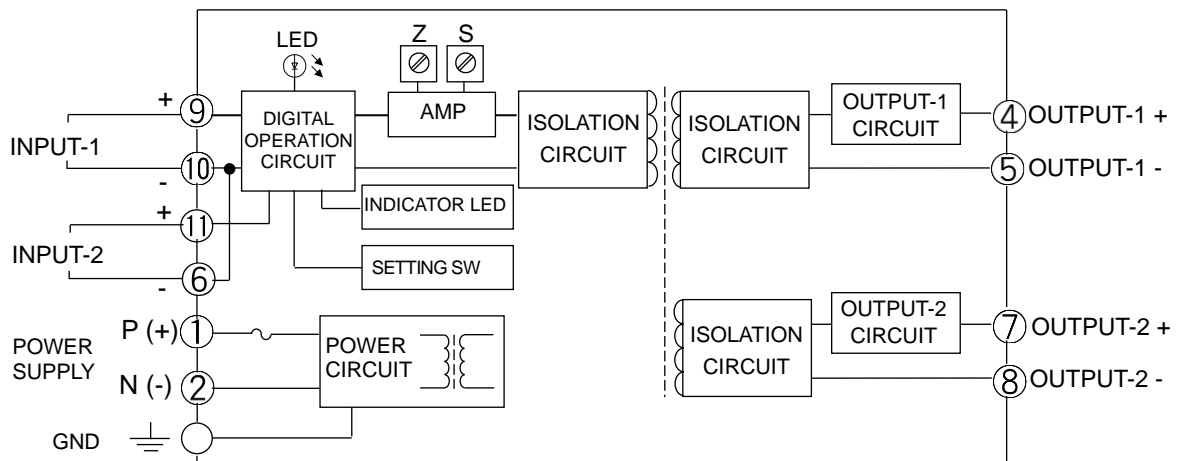 LED
Z S
+ 9
INPUT-1
DIGITAL
OPERATION
CIRCUIT
AMP
ISOLATION
CIRCUIT
ISOLATION
CIRCUIT
OUTPUT-1
CIRCUIT
4 OUTPUT-1 +
10
-
5 OUTPUT-1 -
+
11
INDICATOR LED
INPUT-2
SETTING SW
6
-
POWER
SUPPLY
P (+) 1
N (-) 2
POWER
CIRCUIT
ISOLATION
CIRCUIT
OUTPUT-2
CIRCUIT
7 OUTPUT-2 +
8 OUTPUT-2 -
GND